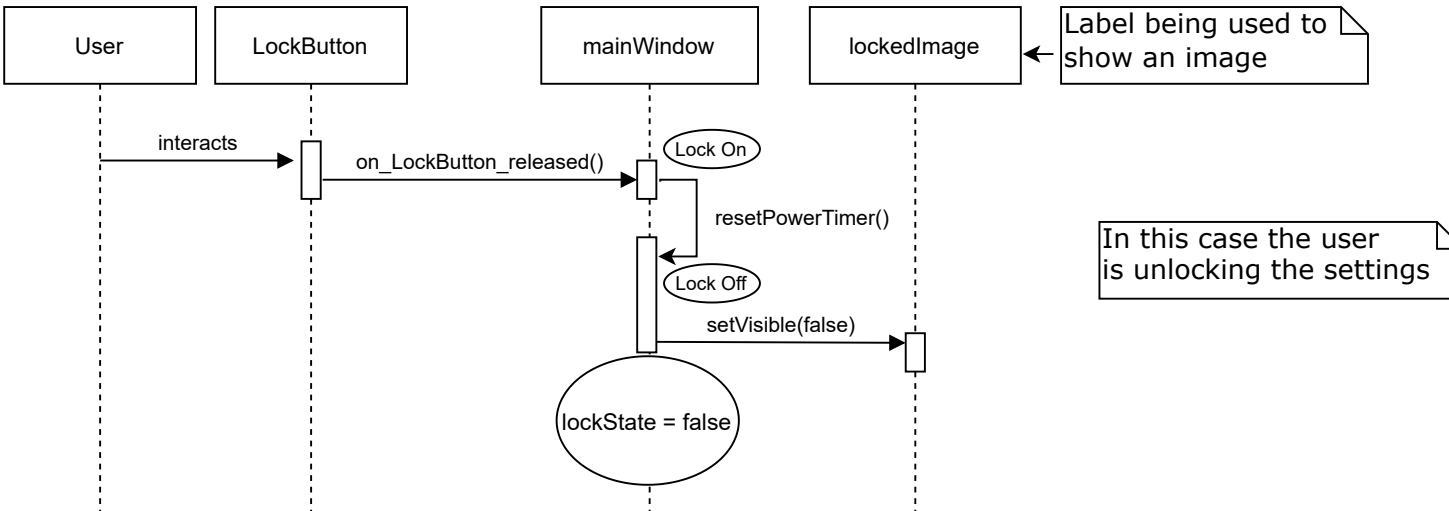 User
LockButton
mainWindow
lockedImage
Label being used to
show an image
interacts
on_LockButton_released()
Lock On
resetPowerTimer()
In this case the user
is unlocking the settings
Lock Off
setVisible(false)
lockState = false